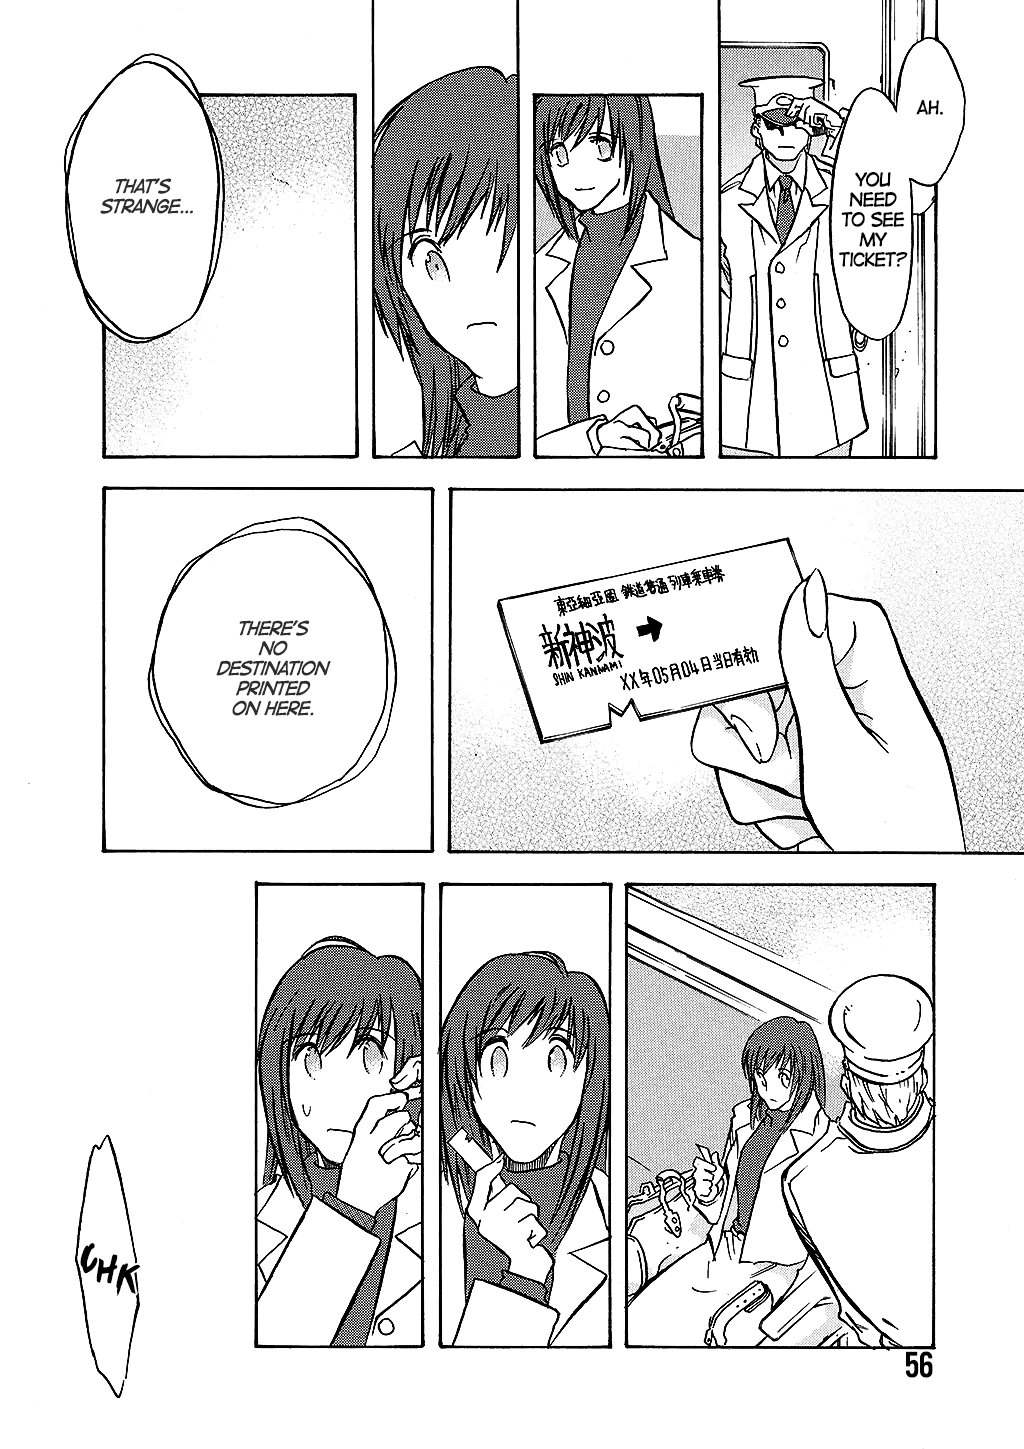 AH.
YOU
NEED
TO SEE
MY
TICKET?
THAT'S
STRANGE...
東亞細亞圏 鉄道普通列車乗車券
新神波 →
SHIN KANNAMI
XX年05月04日当日有効
THERE'S
NO
DESTINATION
PRINTED
ON HERE.
CHK
56